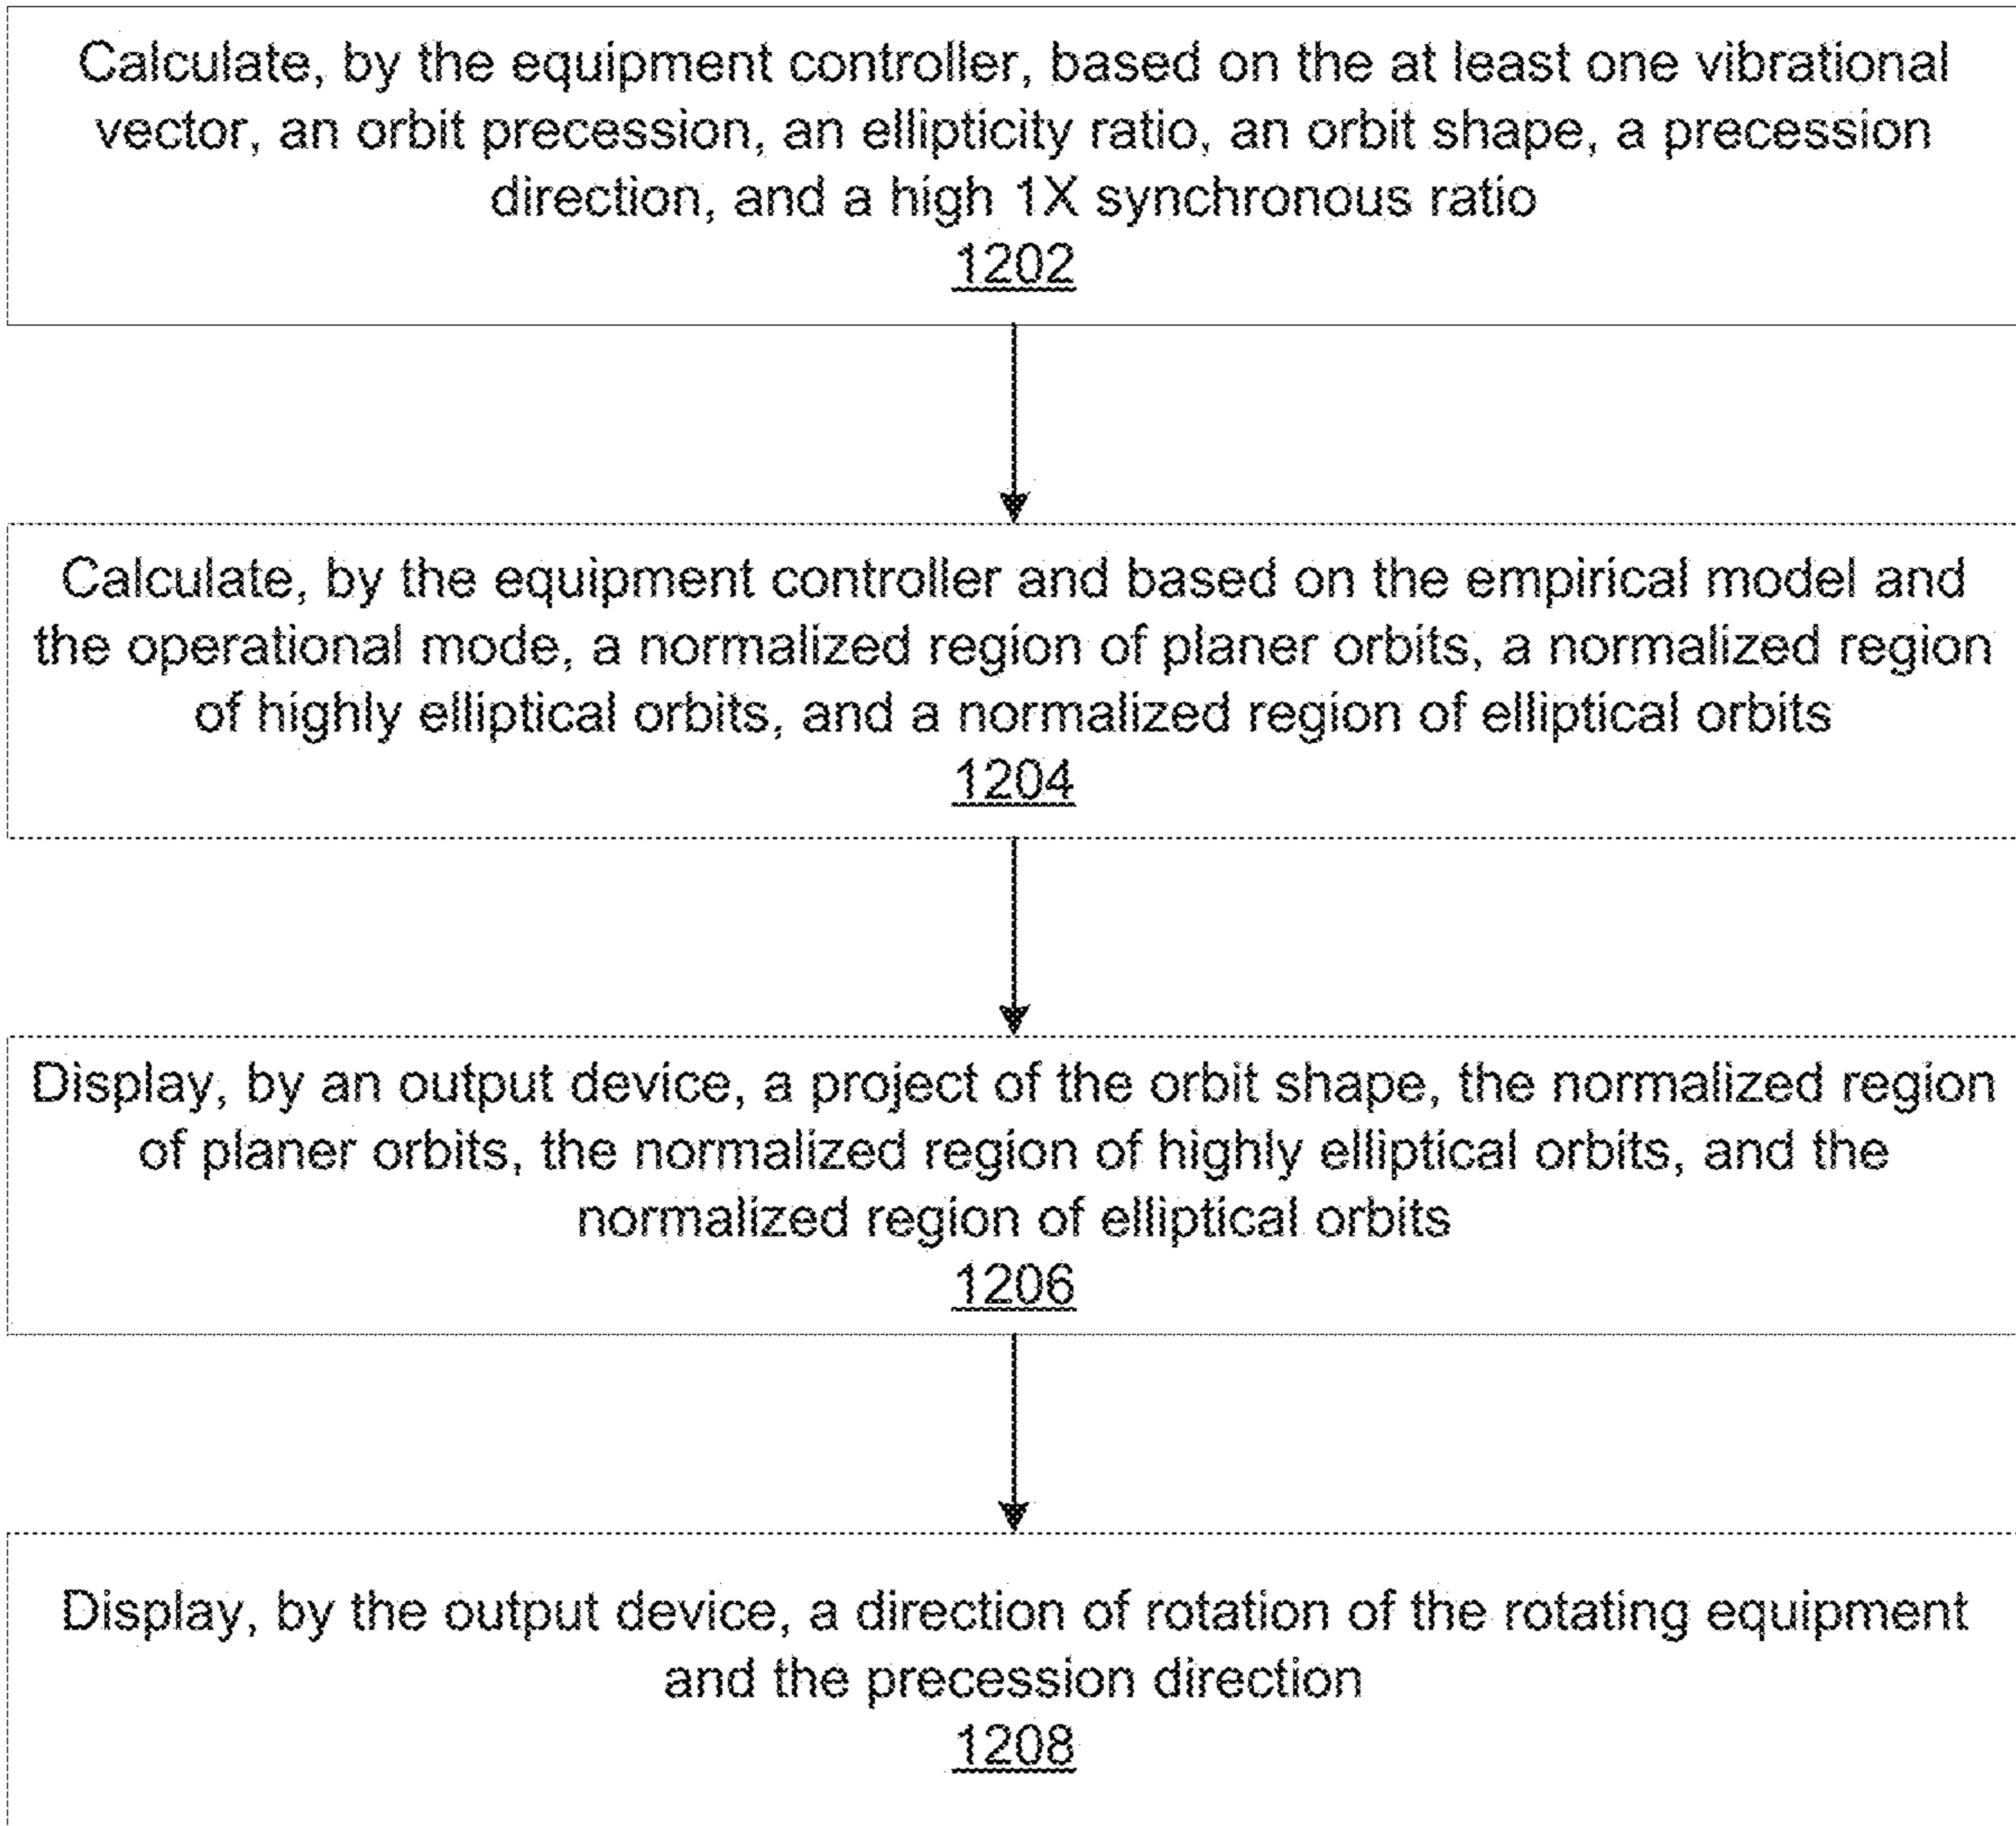 Calculate, by the equipment controller, based on the at least one vibrational
vector, an orbit precession, an ellipticity ratio, an orbit shape, a precession
direction, and a high 1X synchronous ratio
1202
Calculate, by the equipment controller and based on the empirical model and
the operational mode, a normalized region of planer orbits, a normalized region
of highly elliptical orbits, and a normalized region of elliptical orbits
1204
Display, by an output device, a project of the orbit shape, the normalized region
of planer orbits, the normalized region of highly elliptical orbits, and the
normalized region of elliptical orbits
1206
Display, by the output device, a direction of rotation of the rotating equipment
and the precession direction
1208